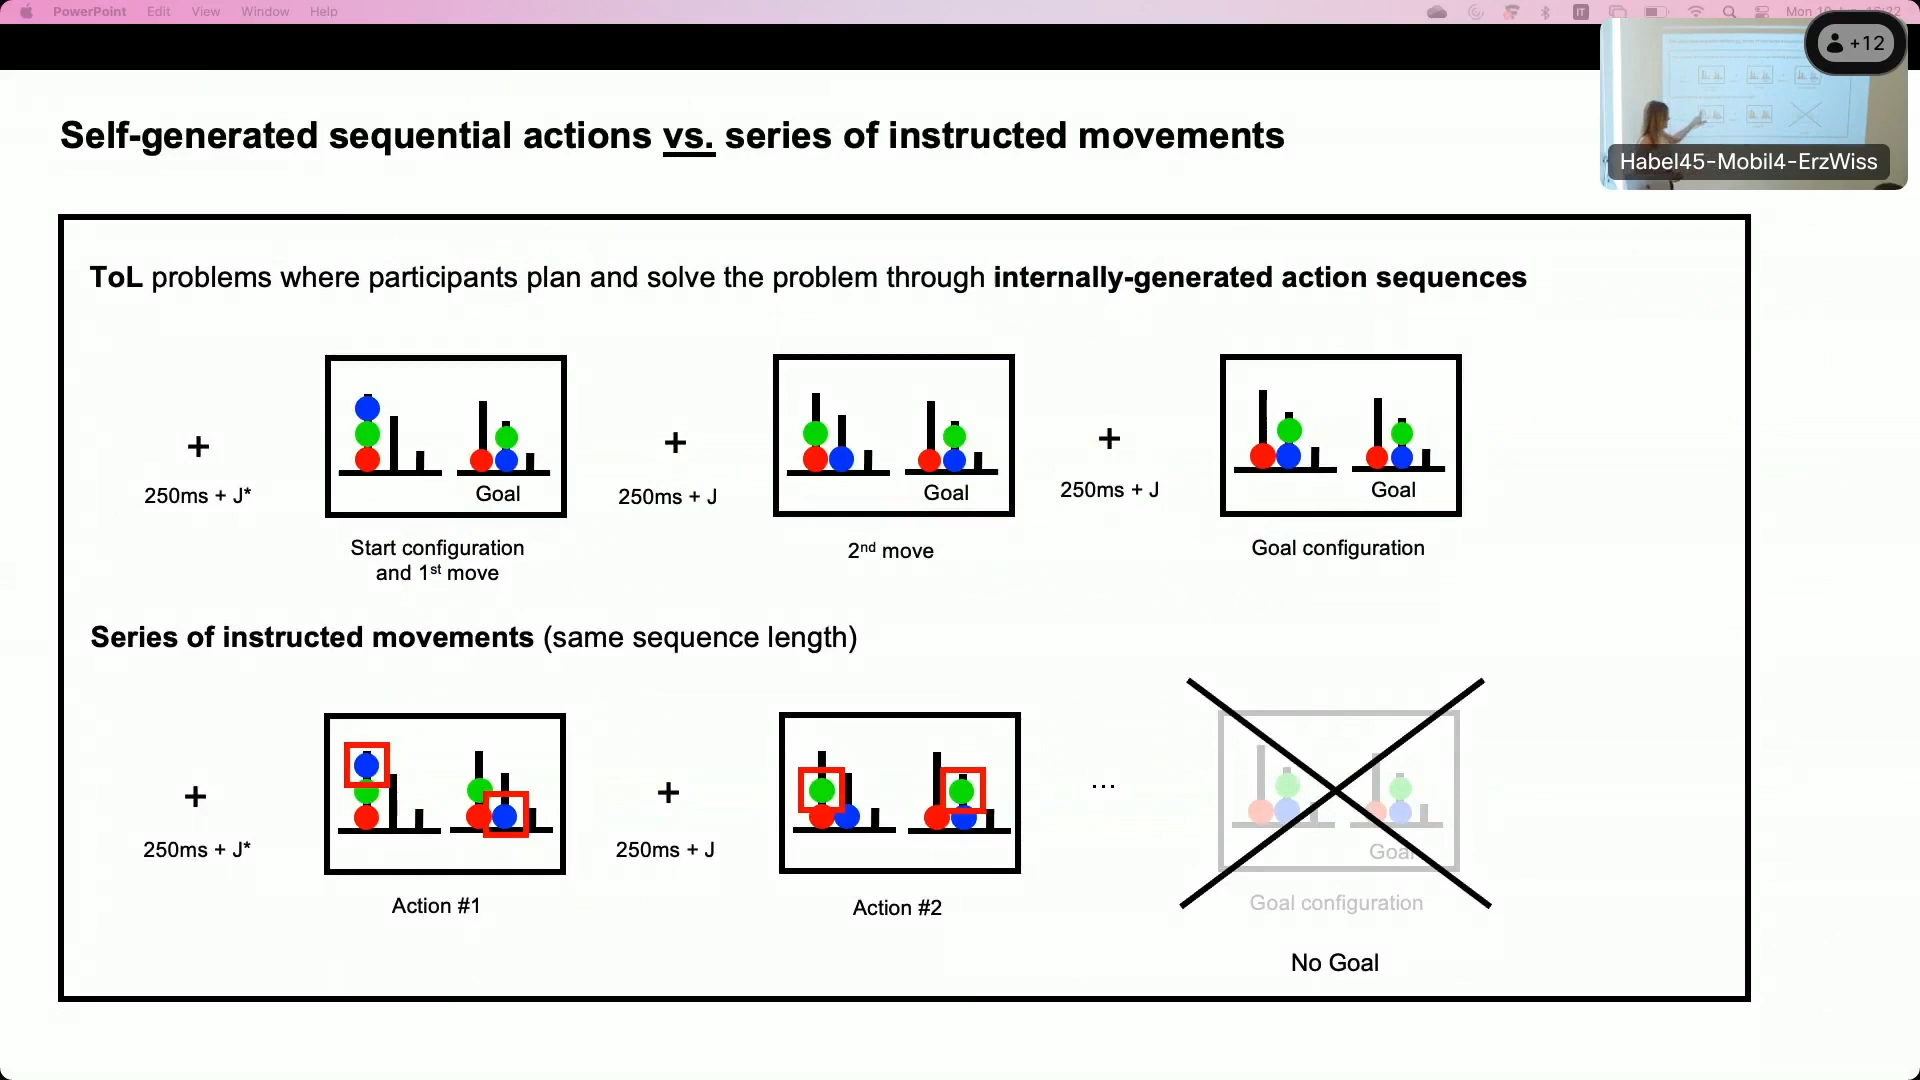 PowerPoint Edit View Window Help
IT
+12
Habel45-Mobil4-ErzWiss
Self-generated sequential actions vs. series of instructed movements
ToL problems where participants plan and solve the problem through internally-generated action sequences
+ + +
250ms + J* 250ms + J 250ms + J
Goal Goal Goal
Start configuration
and 1st move
2nd move
Goal configuration
Series of instructed movements (same sequence length)
+ + ...
250ms + J* 250ms + J
Goal
Action #1 Action #2 Goal configuration
No Goal